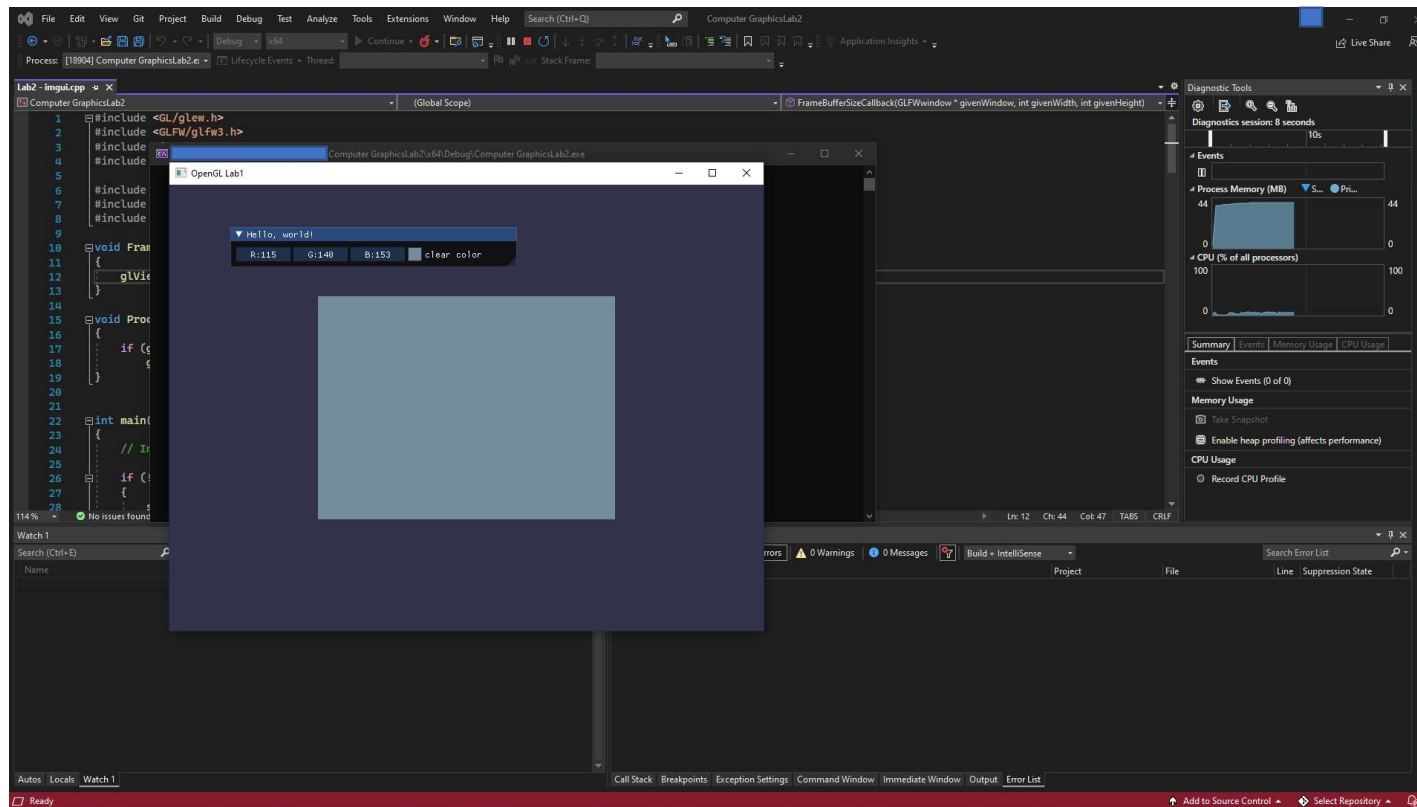 File Edit View Git Project Build Debug Test Analyze Tools Extensions Window Help Search (Ctrl+Q) Computer GraphicsLab2
Debug x64 Continue Application Insights Live Share
Process: [18904] Computer GraphicsLab2.e: Lifecycle Events Thread: Stack Frame:
Lab2 - imgui.cpp
Computer GraphicsLab2 (Global Scope) FrameBufferSizeCallback(GLFWwindow * givenWindow, int givenWidth, int givenHeight)
1 #include <GL/glew.h>
2 #include <GLFW/glfw3.h>
3 #include
4 #include
5
6 #include
7 #include
8 #include
9
10 void Fram
11 {
12 glVie
13 }
14
15 void Proc
16 {
17 if (g
18 g
19 }
20
21
22 int main(
23 {
24 // In
25
26 if (!
27 {
28 s
Computer GraphicsLab2\x64\Debug\Computer GraphicsLab2.exe
OpenGL Lab1
Hello, world!
R:115 G:140 B:153 clear color
114 % No issues found
Ln: 12 Ch: 44 Col: 47 TABS CRLF
Diagnostic Tools
Diagnostics session: 8 seconds
10s
Events
Process Memory (MB) S... Pri...
44 44
0 0
CPU (% of all processors)
100 100
0 0
Summary Events Memory Usage CPU Usage
Events
Show Events (0 of 0)
Memory Usage
Take Snapshot
Enable heap profiling (affects performance)
CPU Usage
Record CPU Profile
Watch 1
Search (Ctrl+E)
Name
rrors 0 Warnings 0 Messages Build + IntelliSense Search Error List
Project File Line Suppression State
Autos Locals Watch 1
Call Stack Breakpoints Exception Settings Command Window Immediate Window Output Error List
Ready Add to Source Control Select Repository